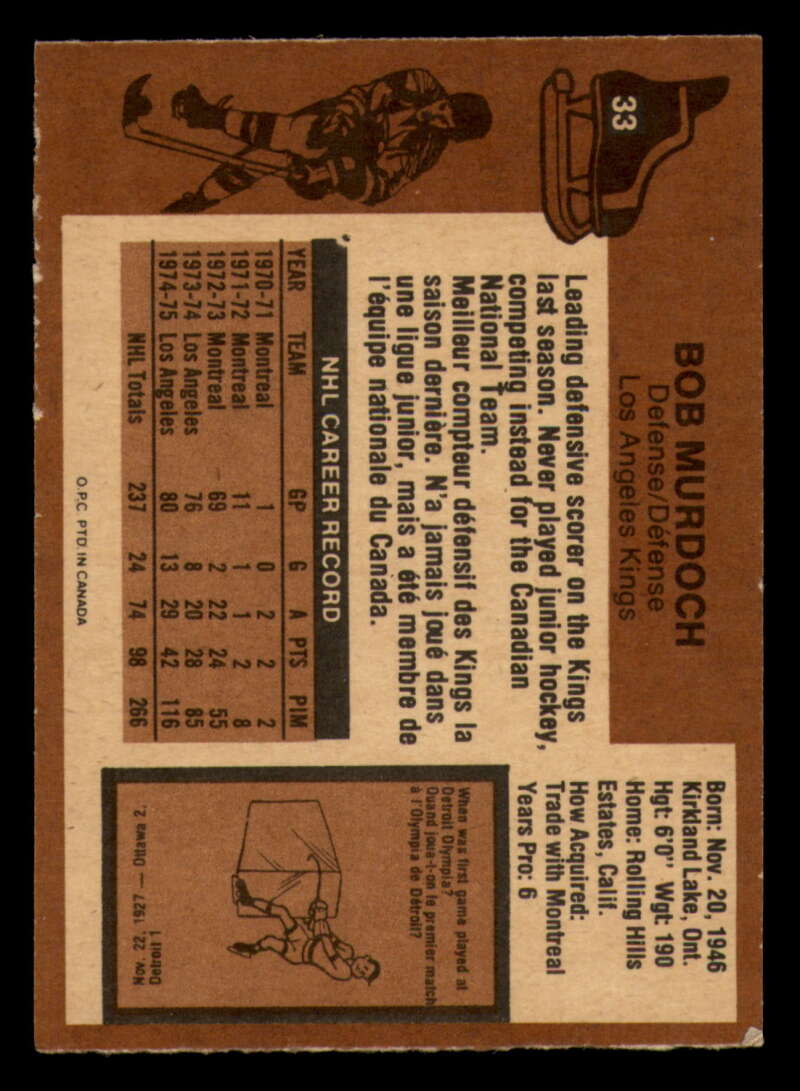 33
BOB MURDOCH
Defense/Défense
Los Angeles Kings
Born: Nov. 20, 1946
Kirkland Lake, Ont.
Hgt: 6'0" Wgt: 190
Home: Rolling Hills
Estates, Calif.
How Acquired:
Trade with Montreal
Years Pro: 6
Leading defensive scorer on the Kings
last season. Never played junior hockey,
competing instead for the Canadian
National Team.
Meilleur compteur défensif des Kings la
saison dernière. N'a jamais joué dans
une ligue junior, mais a été membre de
l'équipe nationale du Canada.
NHL CAREER RECORD
YEAR TEAM GP G A PTS PIM
1970-71 Montreal 1 0 2 2 2
1971-72 Montreal 11 1 1 2 8
1972-73 Montreal 69 2 22 24 55
1973-74 Los Angeles 76 8 20 28 85
1974-75 Los Angeles 80 13 29 42 116
NHL Totals 237 24 74 98 266
When was first game played at
Detroit Olympia?
Quand joue-t-on le premier match
à l'Olympia de Détroit?
Nov. 22, 1927 — Ottawa 2,
Detroit 1
O.P.C. PTD. IN CANADA